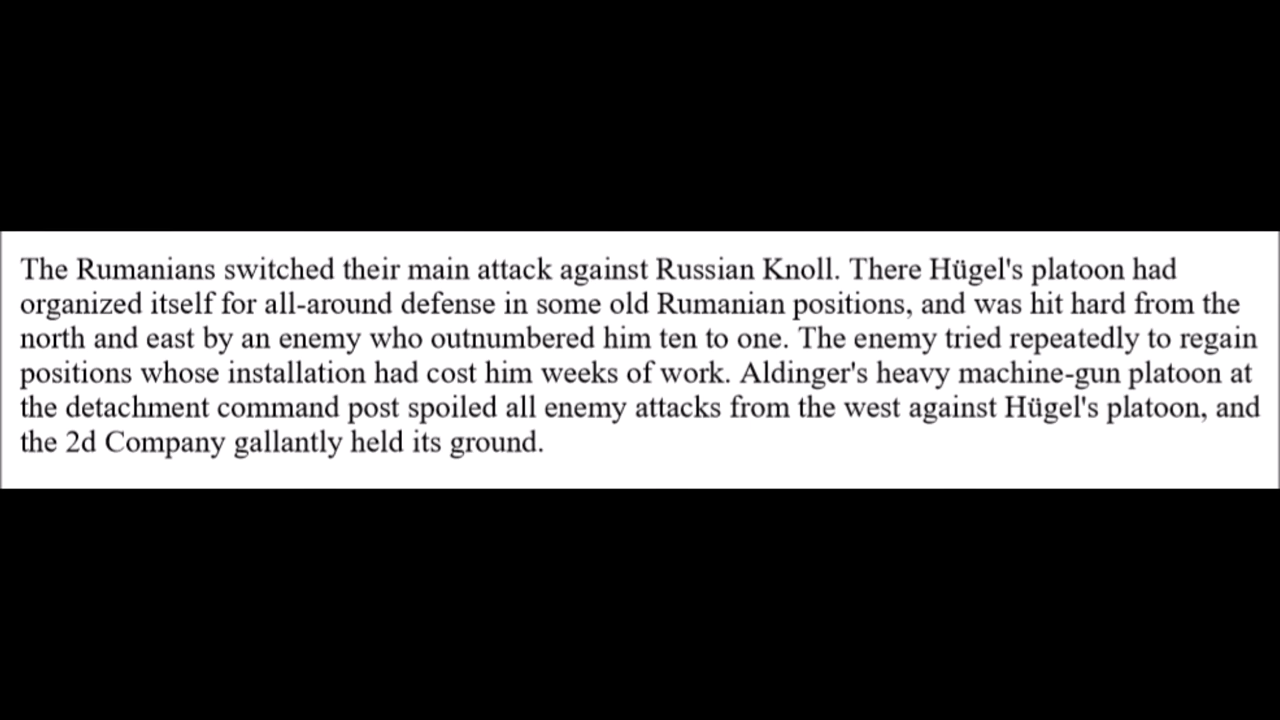 The Rumanians switched their main attack against Russian Knoll. There Hügel's platoon had
organized itself for all-around defense in some old Rumanian positions, and was hit hard from the
north and east by an enemy who outnumbered him ten to one. The enemy tried repeatedly to regain
positions whose installation had cost him weeks of work. Aldinger's heavy machine-gun platoon at
the detachment command post spoiled all enemy attacks from the west against Hügel's platoon, and
the 2d Company gallantly held its ground.